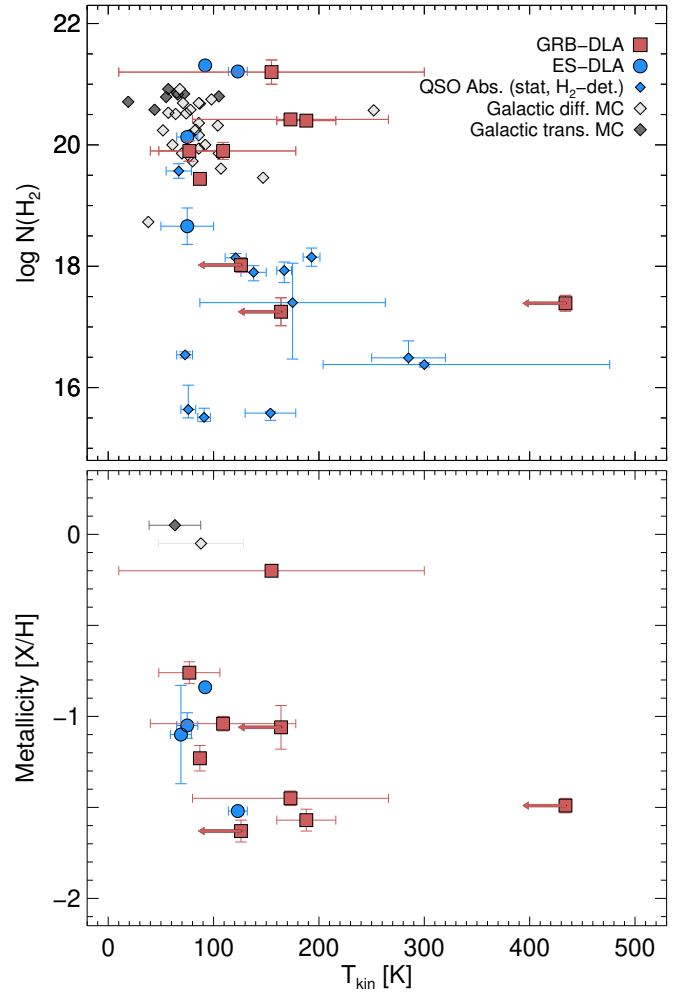 22
20
18
16
log N(H2)
GRB−DLA
ES−DLA
QSO Abs. (stat, H2−det.)
Galactic diff. MC
Galactic trans. MC
0
−1
−2
Metallicity [X/H]
0 100 200 300 400 500
Tkin [K]